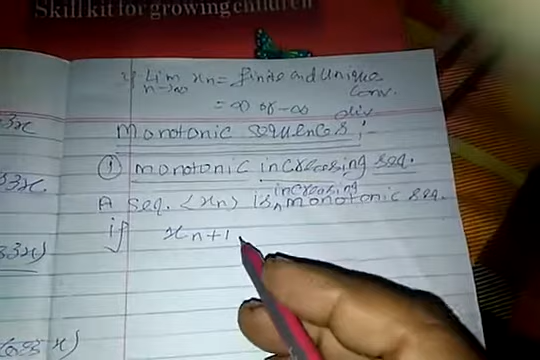 Skill kit for growing children
if Lim xn = finite and Unique
n→∞ Conv.
= ∞ or -∞ div
monotonic sequences :-
① monotonic increasing seq.
A seq. <xn> is increasing monotonic seq.
if xn+1